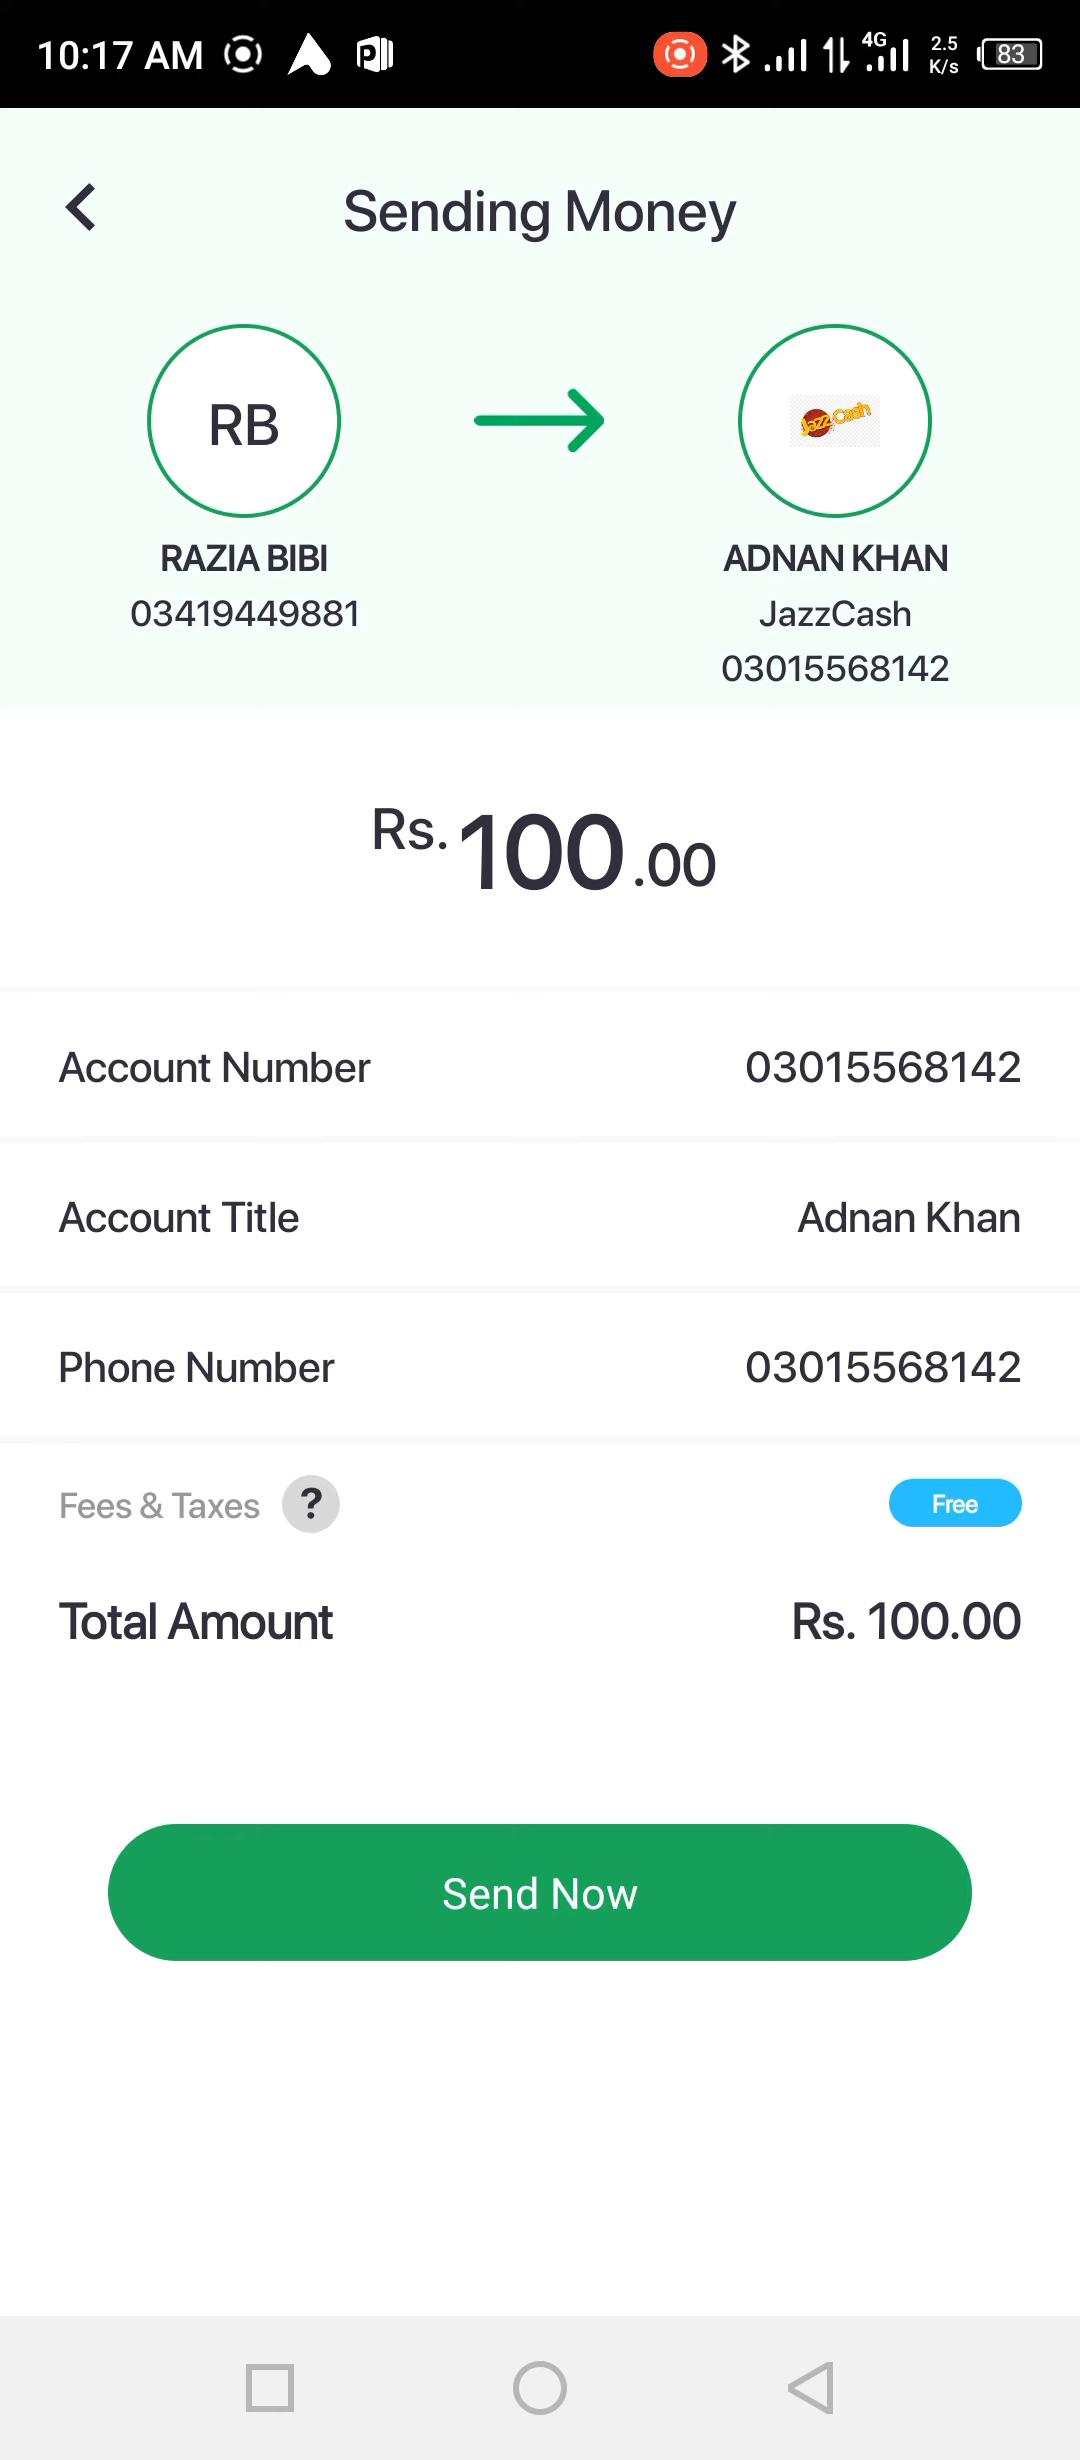 10:17 AM
4G
2.5
K/s
83
Sending Money
RB
Jazz Cash
RAZIA BIBI
03419449881
ADNAN KHAN
JazzCash
03015568142
Rs. 100.00
Account Number 03015568142
Account Title Adnan Khan
Phone Number 03015568142
Fees & Taxes ? Free
Total Amount Rs. 100.00
Send Now